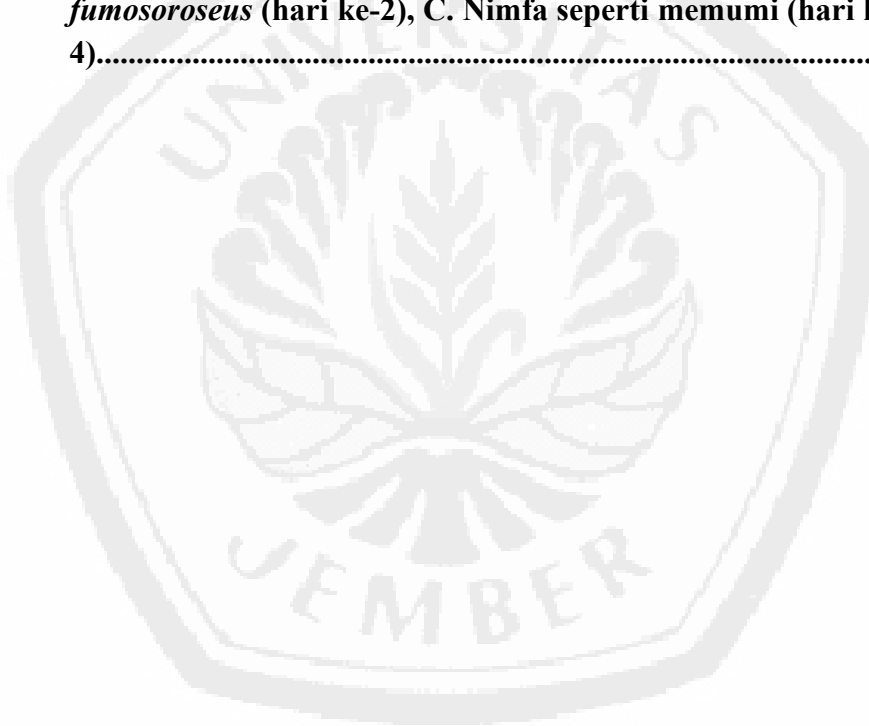 fumosoroseus (hari ke-2), C. Nimfa seperti memumi (hari
4)..........................................................................................
UNIVERSITAS
JEMBER